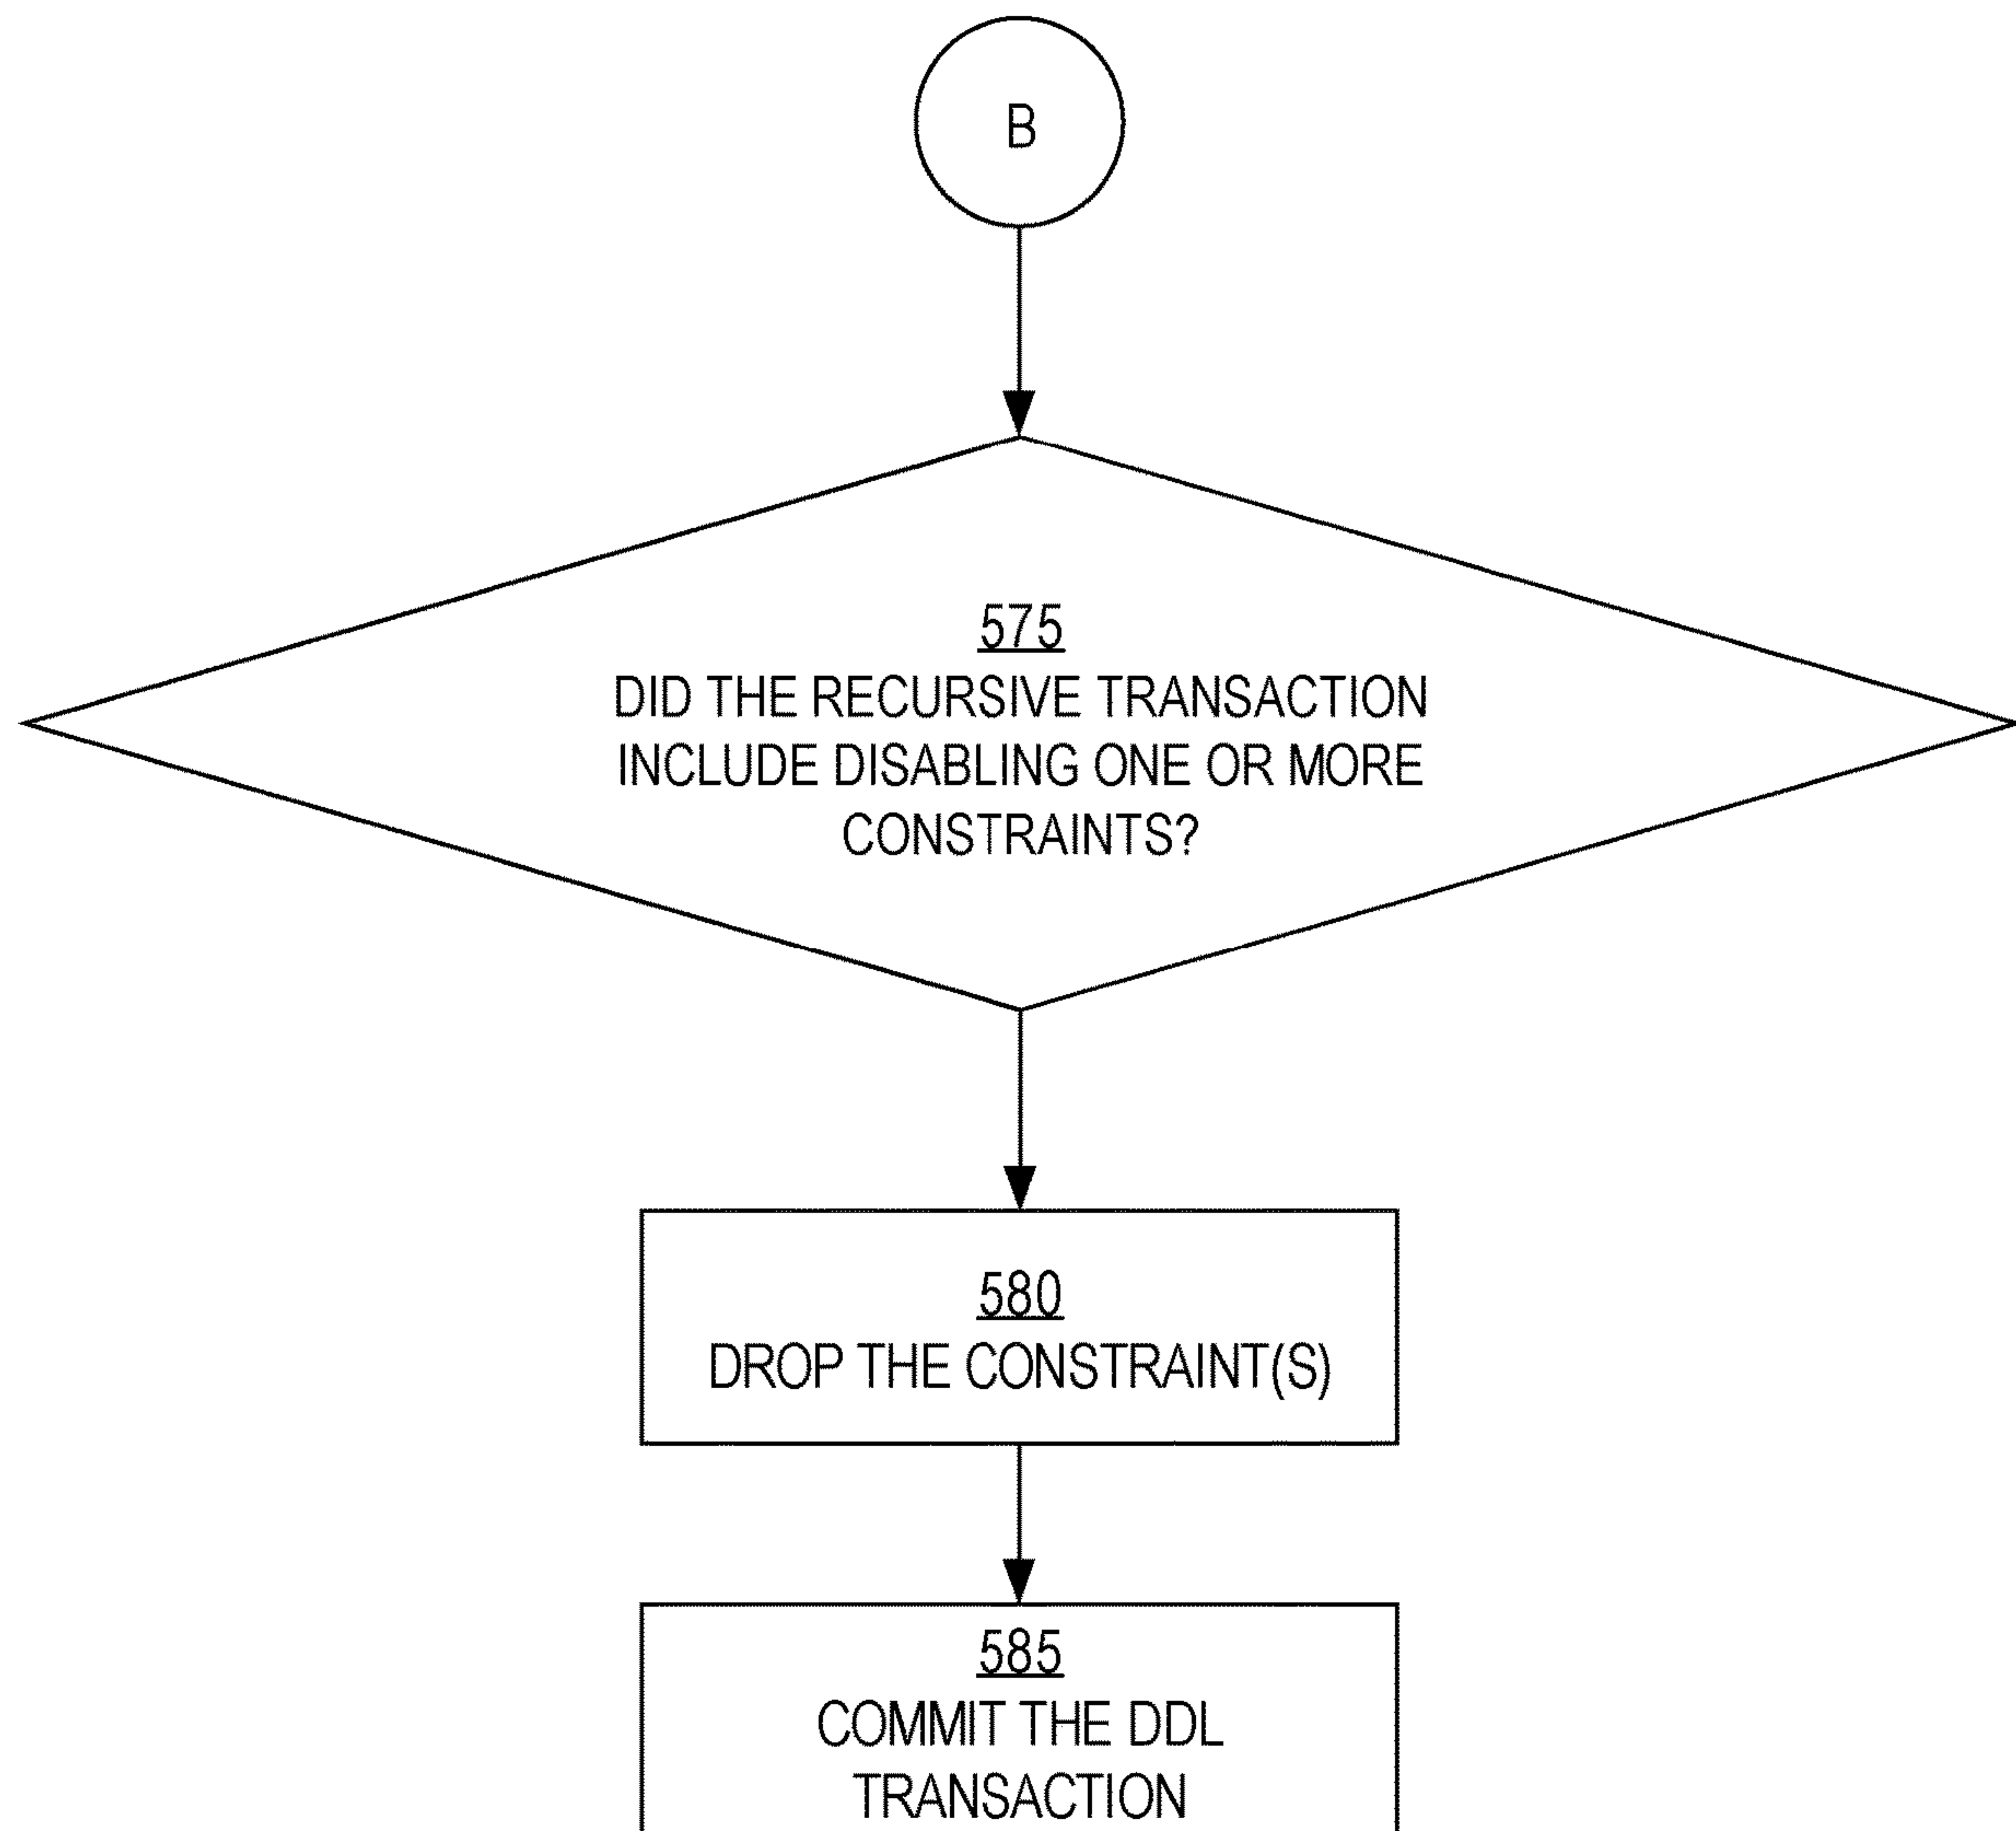 B
575
DID THE RECURSIVE TRANSACTION
INCLUDE DISABLING ONE OR MORE
CONSTRAINTS?
580
DROP THE CONSTRAINT(S)
585
COMMIT THE DDL
TRANSACTION